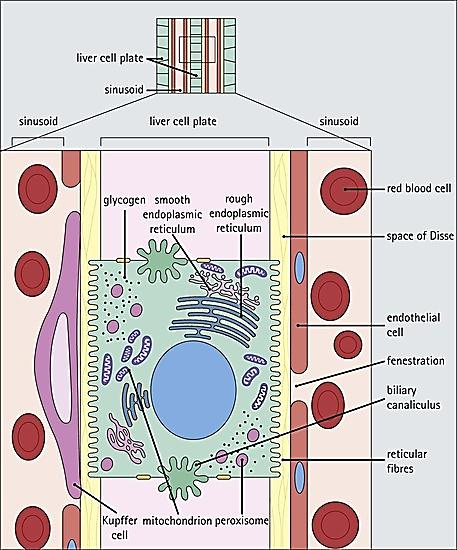 liver cell plate
sinusoid
sinusoid
liver cell plate
sinusoid
glycogen
smooth
endoplasmic
reticulum
rough
endoplasmic
reticulum
red blood cell
space of Disse
endothelial
cell
fenestration
biliary
canaliculus
reticular
fibres
Kupffer
cell
mitochondrion
peroxisome